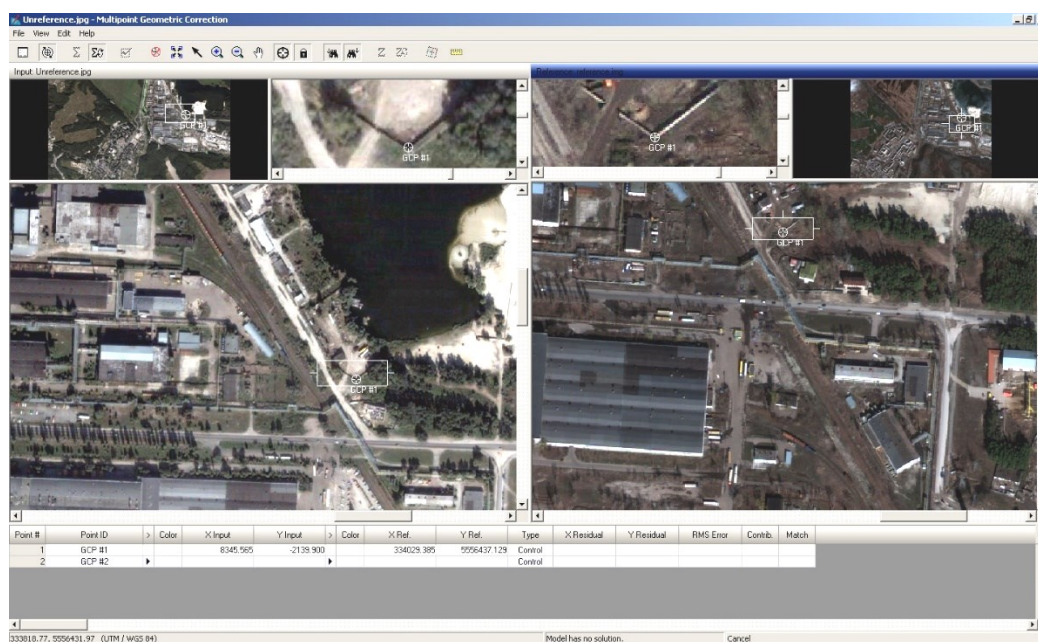 Unreference.jpg - Multipoint Geometric Correction
File View Edit Help
Input: Unreference.jpg
Reference: reference.jpg
GCP #1
GCP #1
GCP #1
GCP #1
GCP #1
GCP #1
Point # Point ID > Color X Input Y Input > Color X Ref. Y Ref. Type X Residual Y Residual RMS Error Contrib. Match
1 GCP #1 8345.565 -2139.900 334029.385 5556437.129 Control
2 GCP #2 Control
333818.77, 5556431.97 (UTM / WGS 84) Model has no solution. Cancel